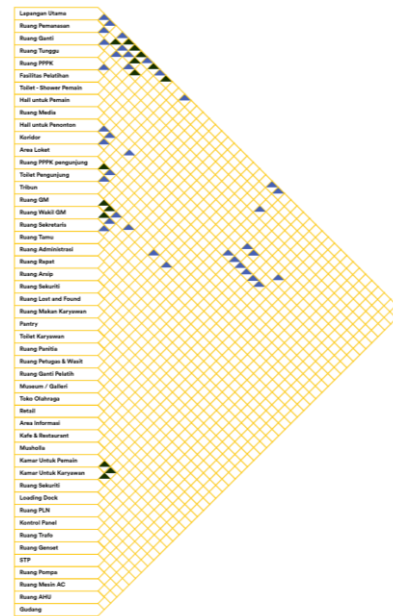 Lapangan Utama
Ruang Pemanasan
Ruang Ganti
Ruang Tunggu
Ruang PPPK
Fasilitas Pelatihan
Toilet - Shower Pemain
Hall untuk Pemain
Ruang Media
Hall untuk Penonton
Koridor
Area Loket
Ruang PPPK pengunjung
Toilet Pengunjung
Tribun
Ruang GM
Ruang Wakil GM
Ruang Sekretaris
Ruang Tamu
Ruang Administrasi
Ruang Rapat
Ruang Arsip
Ruang Sekuriti
Ruang Lost and Found
Ruang Makan Karyawan
Pantry
Toilet Karyawan
Ruang Panitia
Ruang Petugas & Wasit
Ruang Ganti Pelatih
Museum / Galleri
Toko Olahraga
Retail
Area Informasi
Kafe & Restaurant
Musholla
Kamar Untuk Pemain
Kamar Untuk Karyawan
Ruang Sekuriti
Loading Dock
Ruang PLN
Kontrol Panel
Ruang Trafo
Ruang Genset
STP
Ruang Pompa
Ruang Mesin AC
Ruang AHU
Gudang